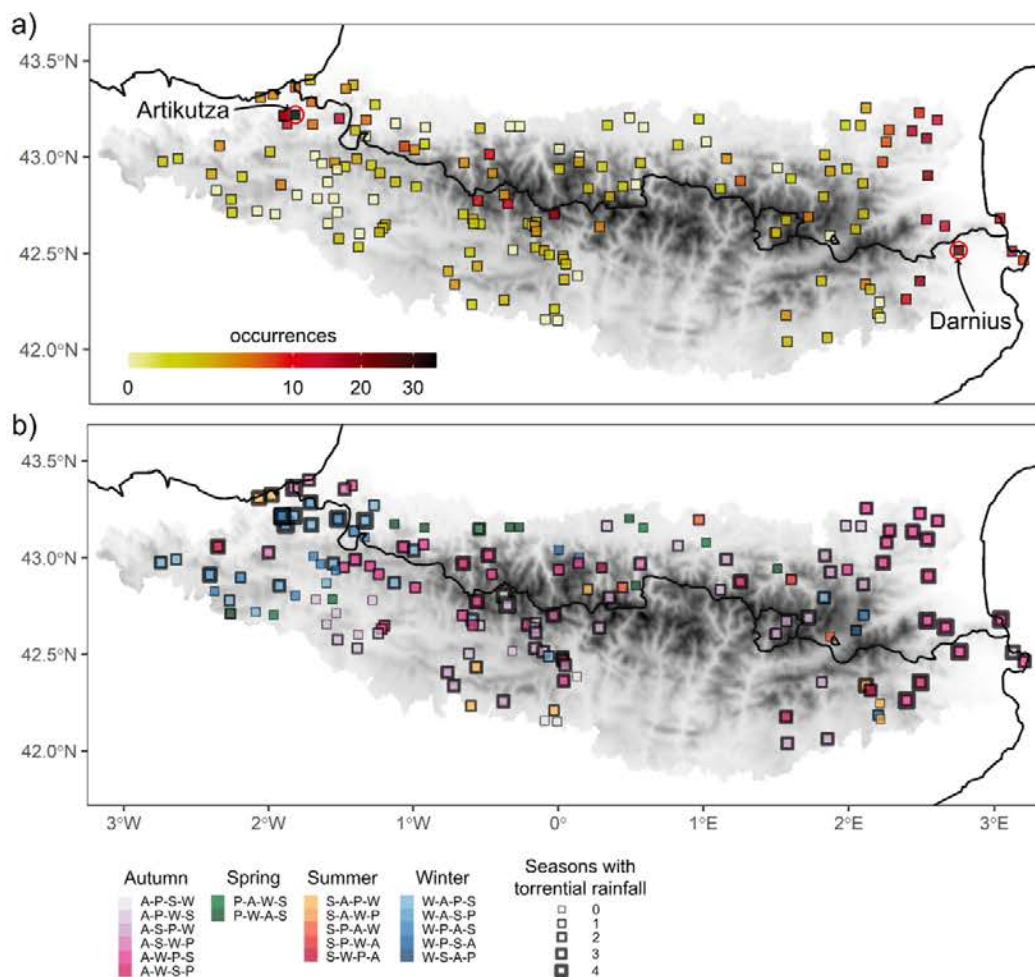 a)
43.5°N
43.0°N
42.5°N
42.0°N
Artikutza
Darnius
occurrences
0 10 20 30
b)
43.5°N
43.0°N
42.5°N
42.0°N
3°W 2°W 1°W 0° 1°E 2°E 3°E
Autumn
A-P-S-W
A-P-W-S
A-S-P-W
A-S-W-P
A-W-P-S
A-W-S-P
Spring
P-A-W-S
P-W-A-S
Summer
S-A-P-W
S-A-W-P
S-P-A-W
S-P-W-A
S-W-P-A
Winter
W-A-P-S
W-A-S-P
W-P-A-S
W-P-S-A
W-S-A-P
Seasons with
torrential rainfall
0
1
2
3
4